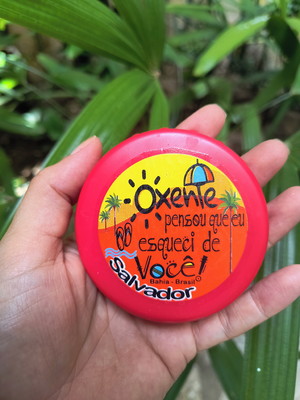 Oxente
pensou que eu
esqueci de
Você!
Bahia - Brasil
Salvador